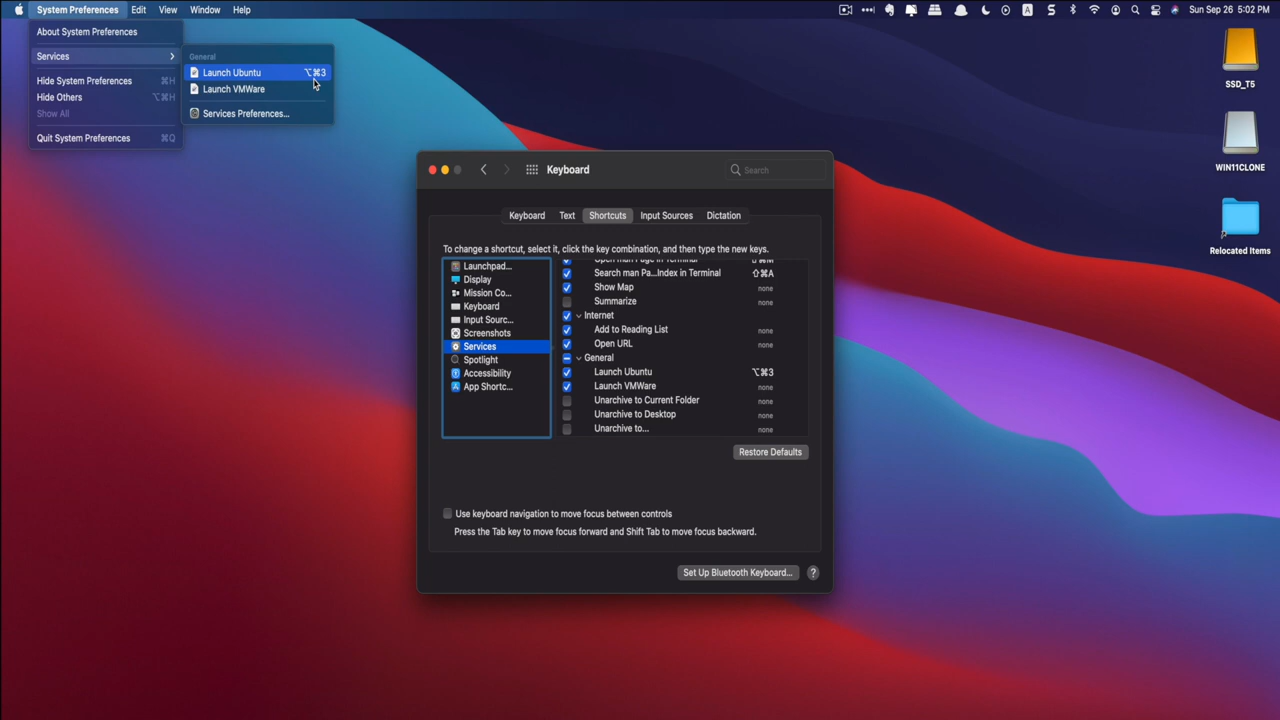 System Preferences Edit View Window Help
Sun Sep 26 5:02 PM
About System Preferences
Services
Hide System Preferences ⌘H
Hide Others ⌥⌘H
Show All
Quit System Preferences ⌘Q
General
Launch Ubuntu ⌥⌘3
Launch VMWare
Services Preferences...
SSD_T5
WIN11CLONE
Relocated Items
Keyboard
Search
Keyboard Text Shortcuts Input Sources Dictation
To change a shortcut, select it, click the key combination, and then type the new keys.
Launchpad...
Display
Mission Co...
Keyboard
Input Sourc...
Screenshots
Services
Spotlight
Accessibility
App Shortc...
Open man Page in Terminal ⇧⌘M
Search man Pa...Index in Terminal ⇧⌘A
Show Map none
Summarize none
Internet
Add to Reading List none
Open URL none
General
Launch Ubuntu ⌥⌘3
Launch VMWare none
Unarchive to Current Folder none
Unarchive to Desktop none
Unarchive to... none
Restore Defaults
Use keyboard navigation to move focus between controls
Press the Tab key to move focus forward and Shift Tab to move focus backward.
Set Up Bluetooth Keyboard... ?